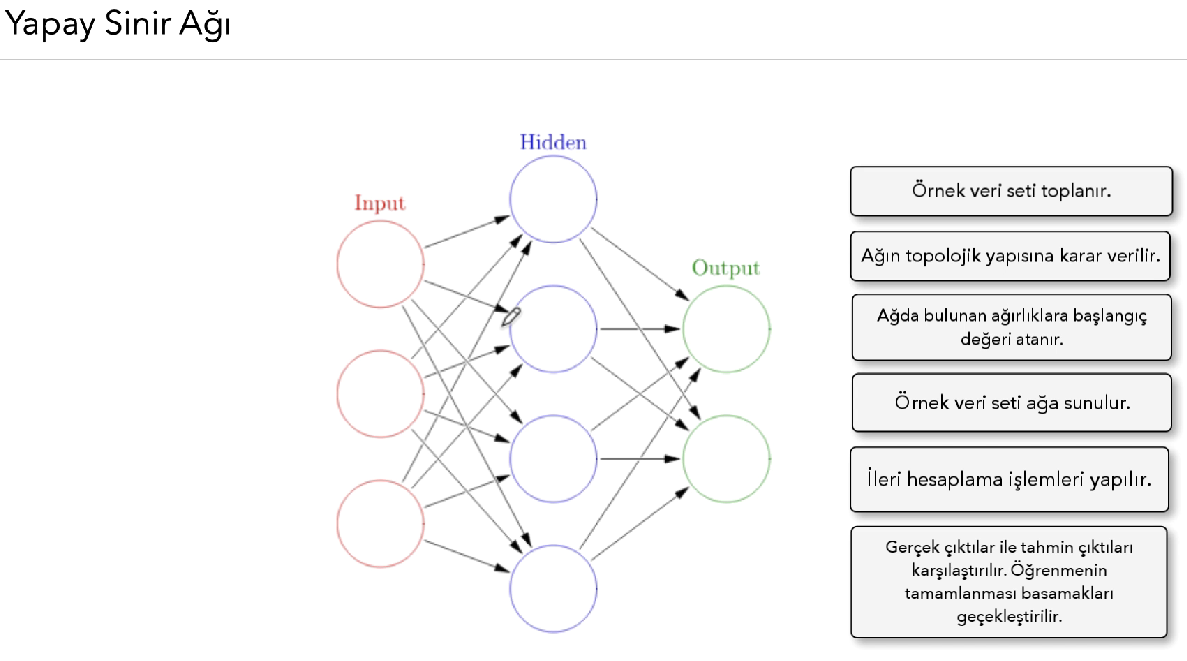 Yapay Sinir Ağı
Hidden
Input
Output
Örnek veri seti toplanır.
Ağın topolojik yapısına karar verilir.
Ağda bulunan ağırlıklara başlangıç
değeri atanır.
Örnek veri seti ağa sunulur.
İleri hesaplama işlemleri yapılır.
Gerçek çıktılar ile tahmin çıktıları
karşılaştırılır. Öğrenmenin
tamamlanması basamakları
geçekleştirilir.